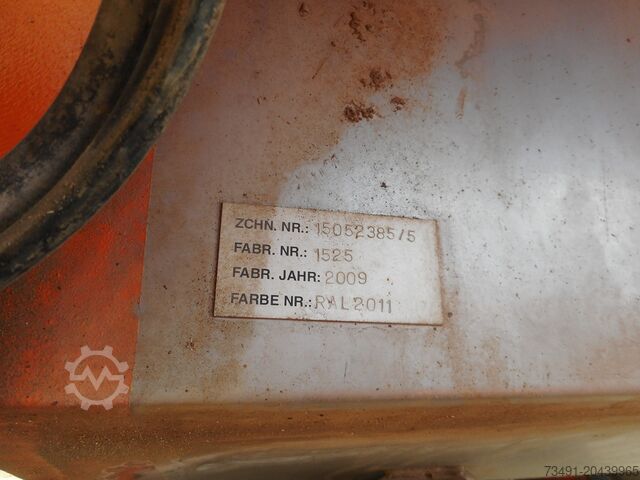 ZCHN. NR.: 15052385/5
FABR. NR.: 1525
FABR. JAHR: 2009
FARBE NR.: RAL2011
73491-20439965